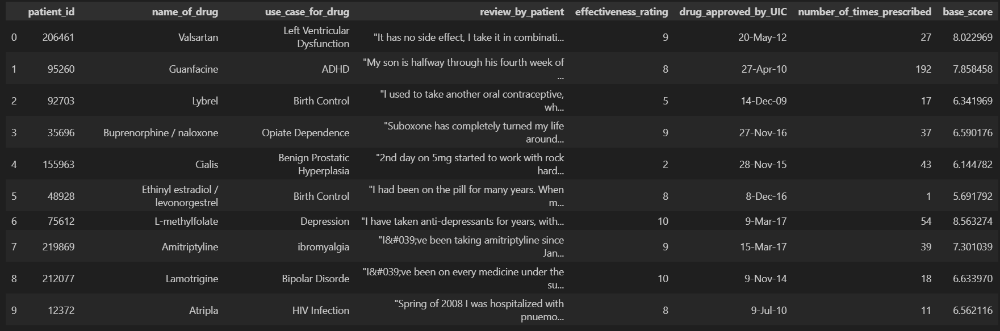 patient_id name_of_drug use_case_for_drug review_by_patient effectiveness_rating drug_approved_by_UIC number_of_times_prescribed base_score
0 206461 Valsartan Left Ventricular Dysfunction "It has no side effect, I take it in combinati... 9 20-May-12 27 8.022969
1 95260 Guanfacine ADHD "My son is halfway through his fourth week of ... 8 27-Apr-10 192 7.858458
2 92703 Lybrel Birth Control "I used to take another oral contraceptive, wh... 5 14-Dec-09 17 6.341969
3 35696 Buprenorphine / naloxone Opiate Dependence "Suboxone has completely turned my life around... 9 27-Nov-16 37 6.590176
4 155963 Cialis Benign Prostatic Hyperplasia "2nd day on 5mg started to work with rock hard... 2 28-Nov-15 43 6.144782
5 48928 Ethinyl estradiol / levonorgestrel Birth Control "I had been on the pill for many years. When m... 8 8-Dec-16 1 5.691792
6 75612 L-methylfolate Depression "I have taken anti-depressants for years, with... 10 9-Mar-17 54 8.563274
7 219869 Amitriptyline ibromyalgia "I&#039;ve been taking amitriptyline since Jan... 9 15-Mar-17 39 7.301039
8 212077 Lamotrigine Bipolar Disorde "I&#039;ve been on every medicine under the su... 10 9-Nov-14 18 6.633970
9 12372 Atripla HIV Infection "Spring of 2008 I was hospitalized with pnuemo... 8 9-Jul-10 11 6.562116